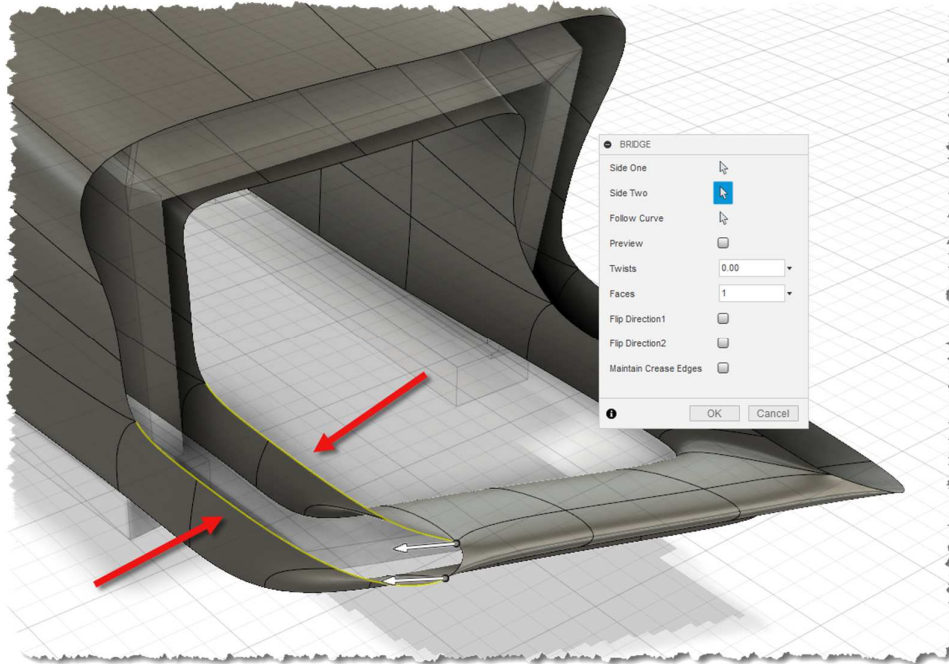 BRIDGE
Side One
Side Two
Follow Curve
Preview
Twists 0.00
Faces 1
Flip Direction1
Flip Direction2
Maintain Crease Edges
OK Cancel